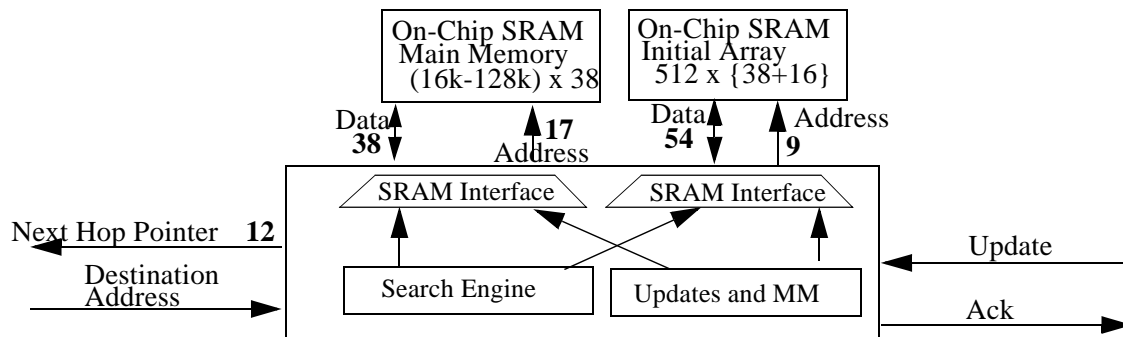 On-Chip SRAM
Main Memory
(16k-128k) x 38
On-Chip SRAM
Initial Array
512 x {38+16}
Data
38
17
Address
Data
54
Address
9
SRAM Interface
SRAM Interface
Next Hop Pointer 12
Destination
Address
Search Engine
Updates and MM
Update
Ack